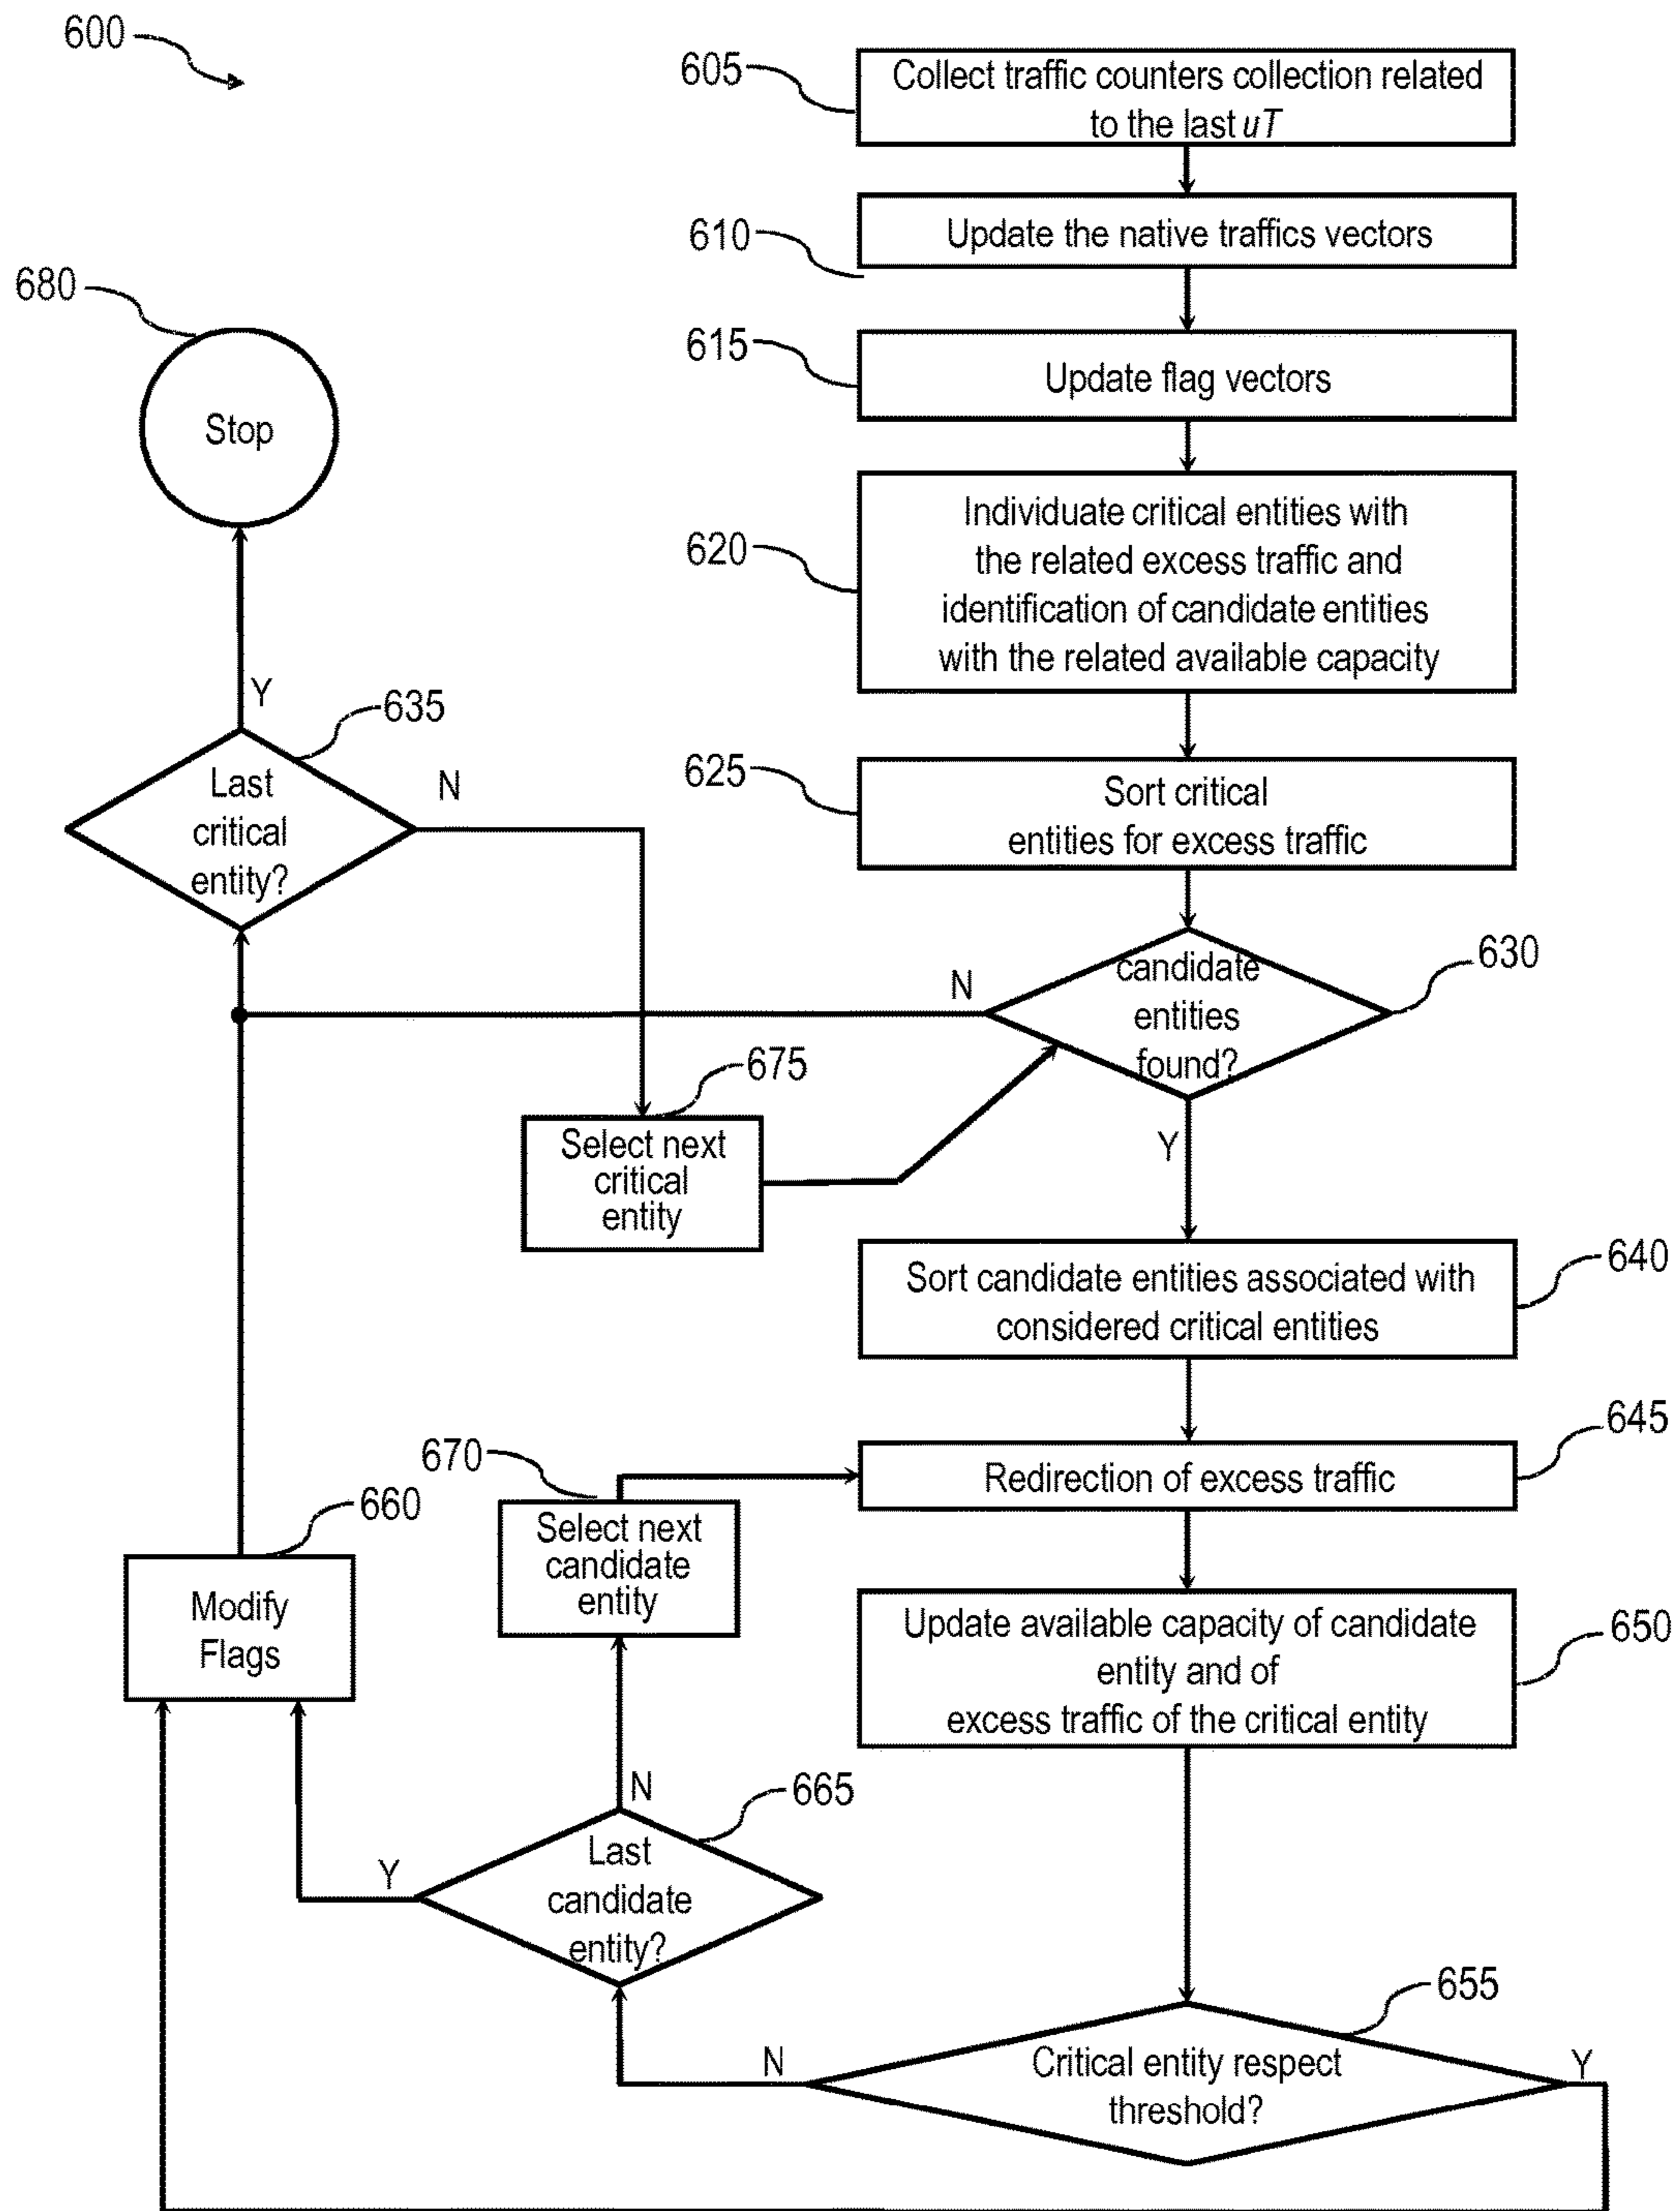 600
605
Collect traffic counters collection related
to the last uT
610
Update the native traffics vectors
680
615
Update flag vectors
Stop
620
Individuate critical entities with
the related excess traffic and
identification of candidate entities
with the related available capacity
Y
635
Last
critical
entity?
N
625
Sort critical
entities for excess traffic
630
candidate
entities
found?
N
Y
675
Select next
critical
entity
640
Sort candidate entities associated with
considered critical entities
645
Redirection of excess traffic
670
Select next
candidate
entity
660
Modify
Flags
650
Update available capacity of candidate
entity and of
excess traffic of the critical entity
N
665
Last
candidate
entity?
Y
655
Critical entity respect
threshold?
N
Y